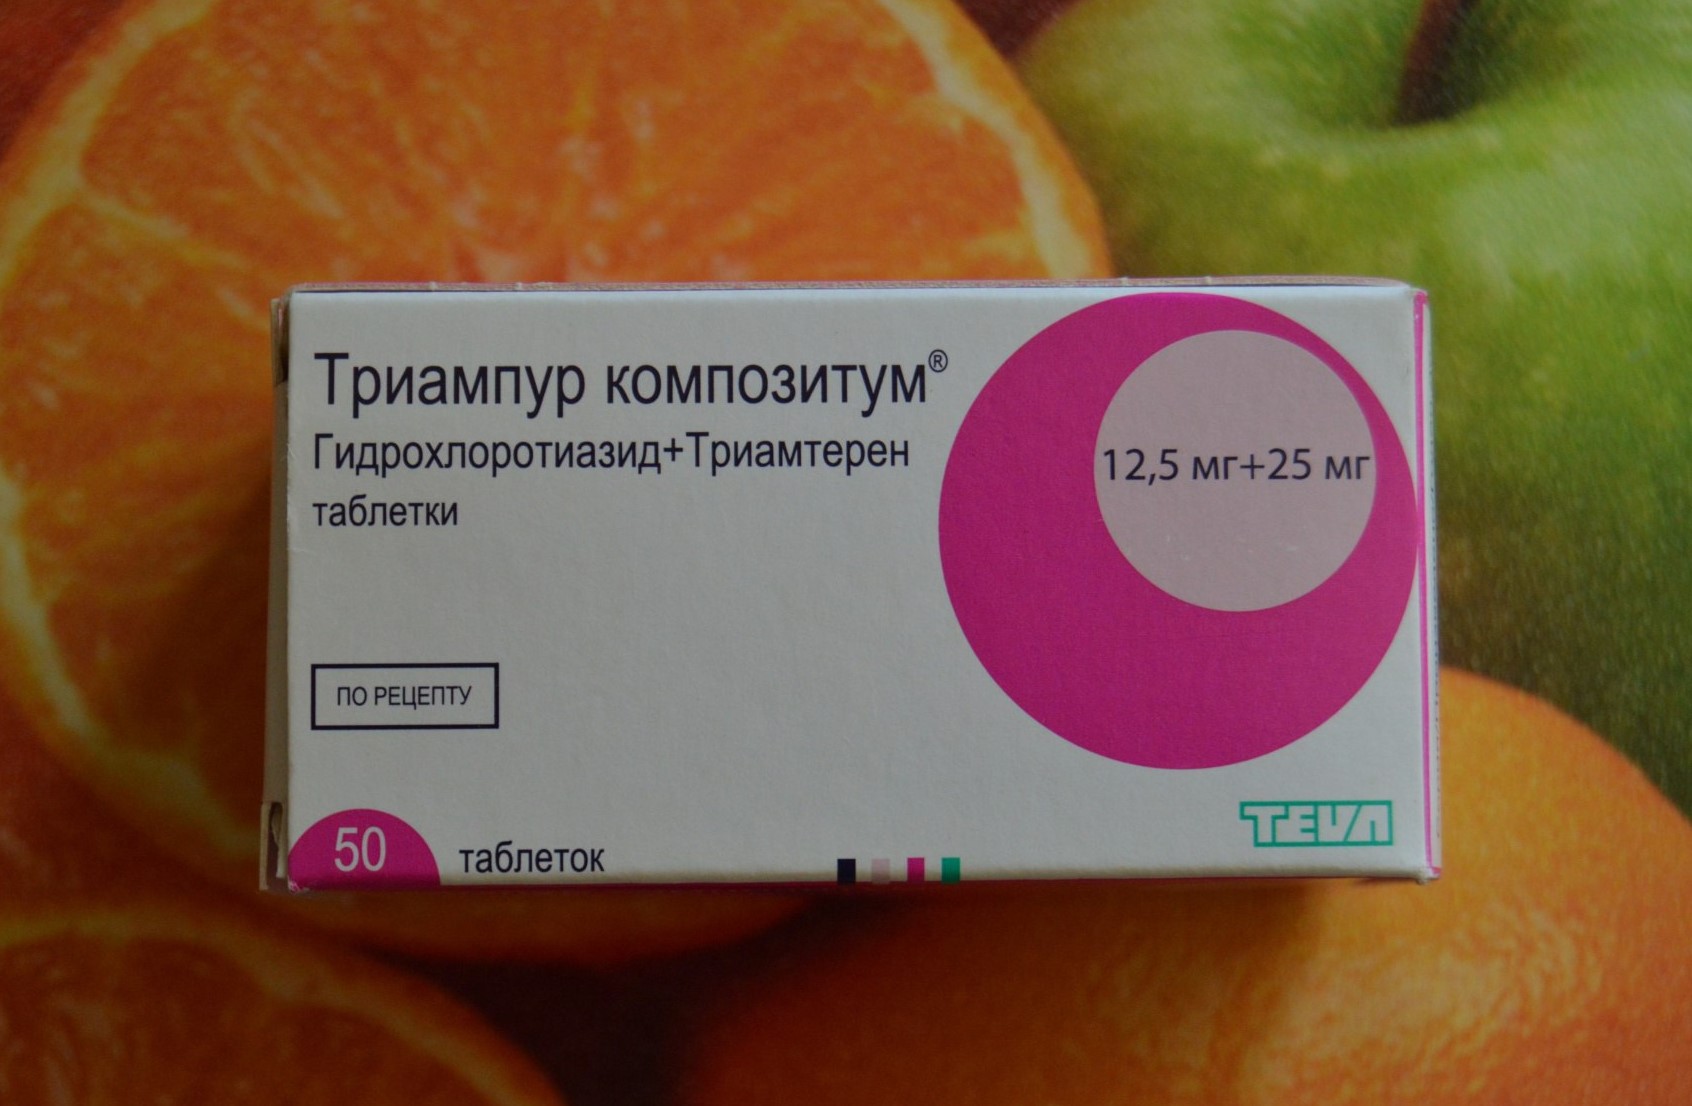 Триампур композитум®
Гидрохлоротиазид+Триамтерен
таблетки
12,5 мг+25 мг
ПО РЕЦЕПТУ
50 таблеток
TEVA